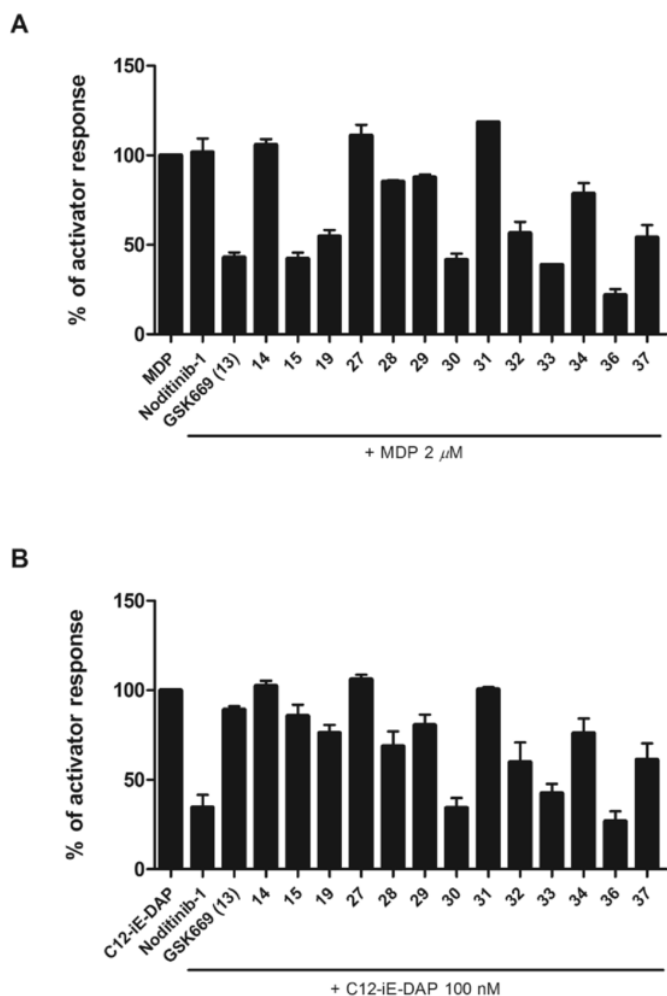 A
% of activator response
150
100
50
0
MDP
Noditinib-1
GSK669 (13)
14
15
19
27
28
29
30
31
32
33
34
36
37
+ MDP 2 μM
B
% of activator response
150
100
50
0
C12-iE-DAP
Noditinib-1
GSK669 (13)
14
15
19
27
28
29
30
31
32
33
34
36
37
+ C12-iE-DAP 100 nM